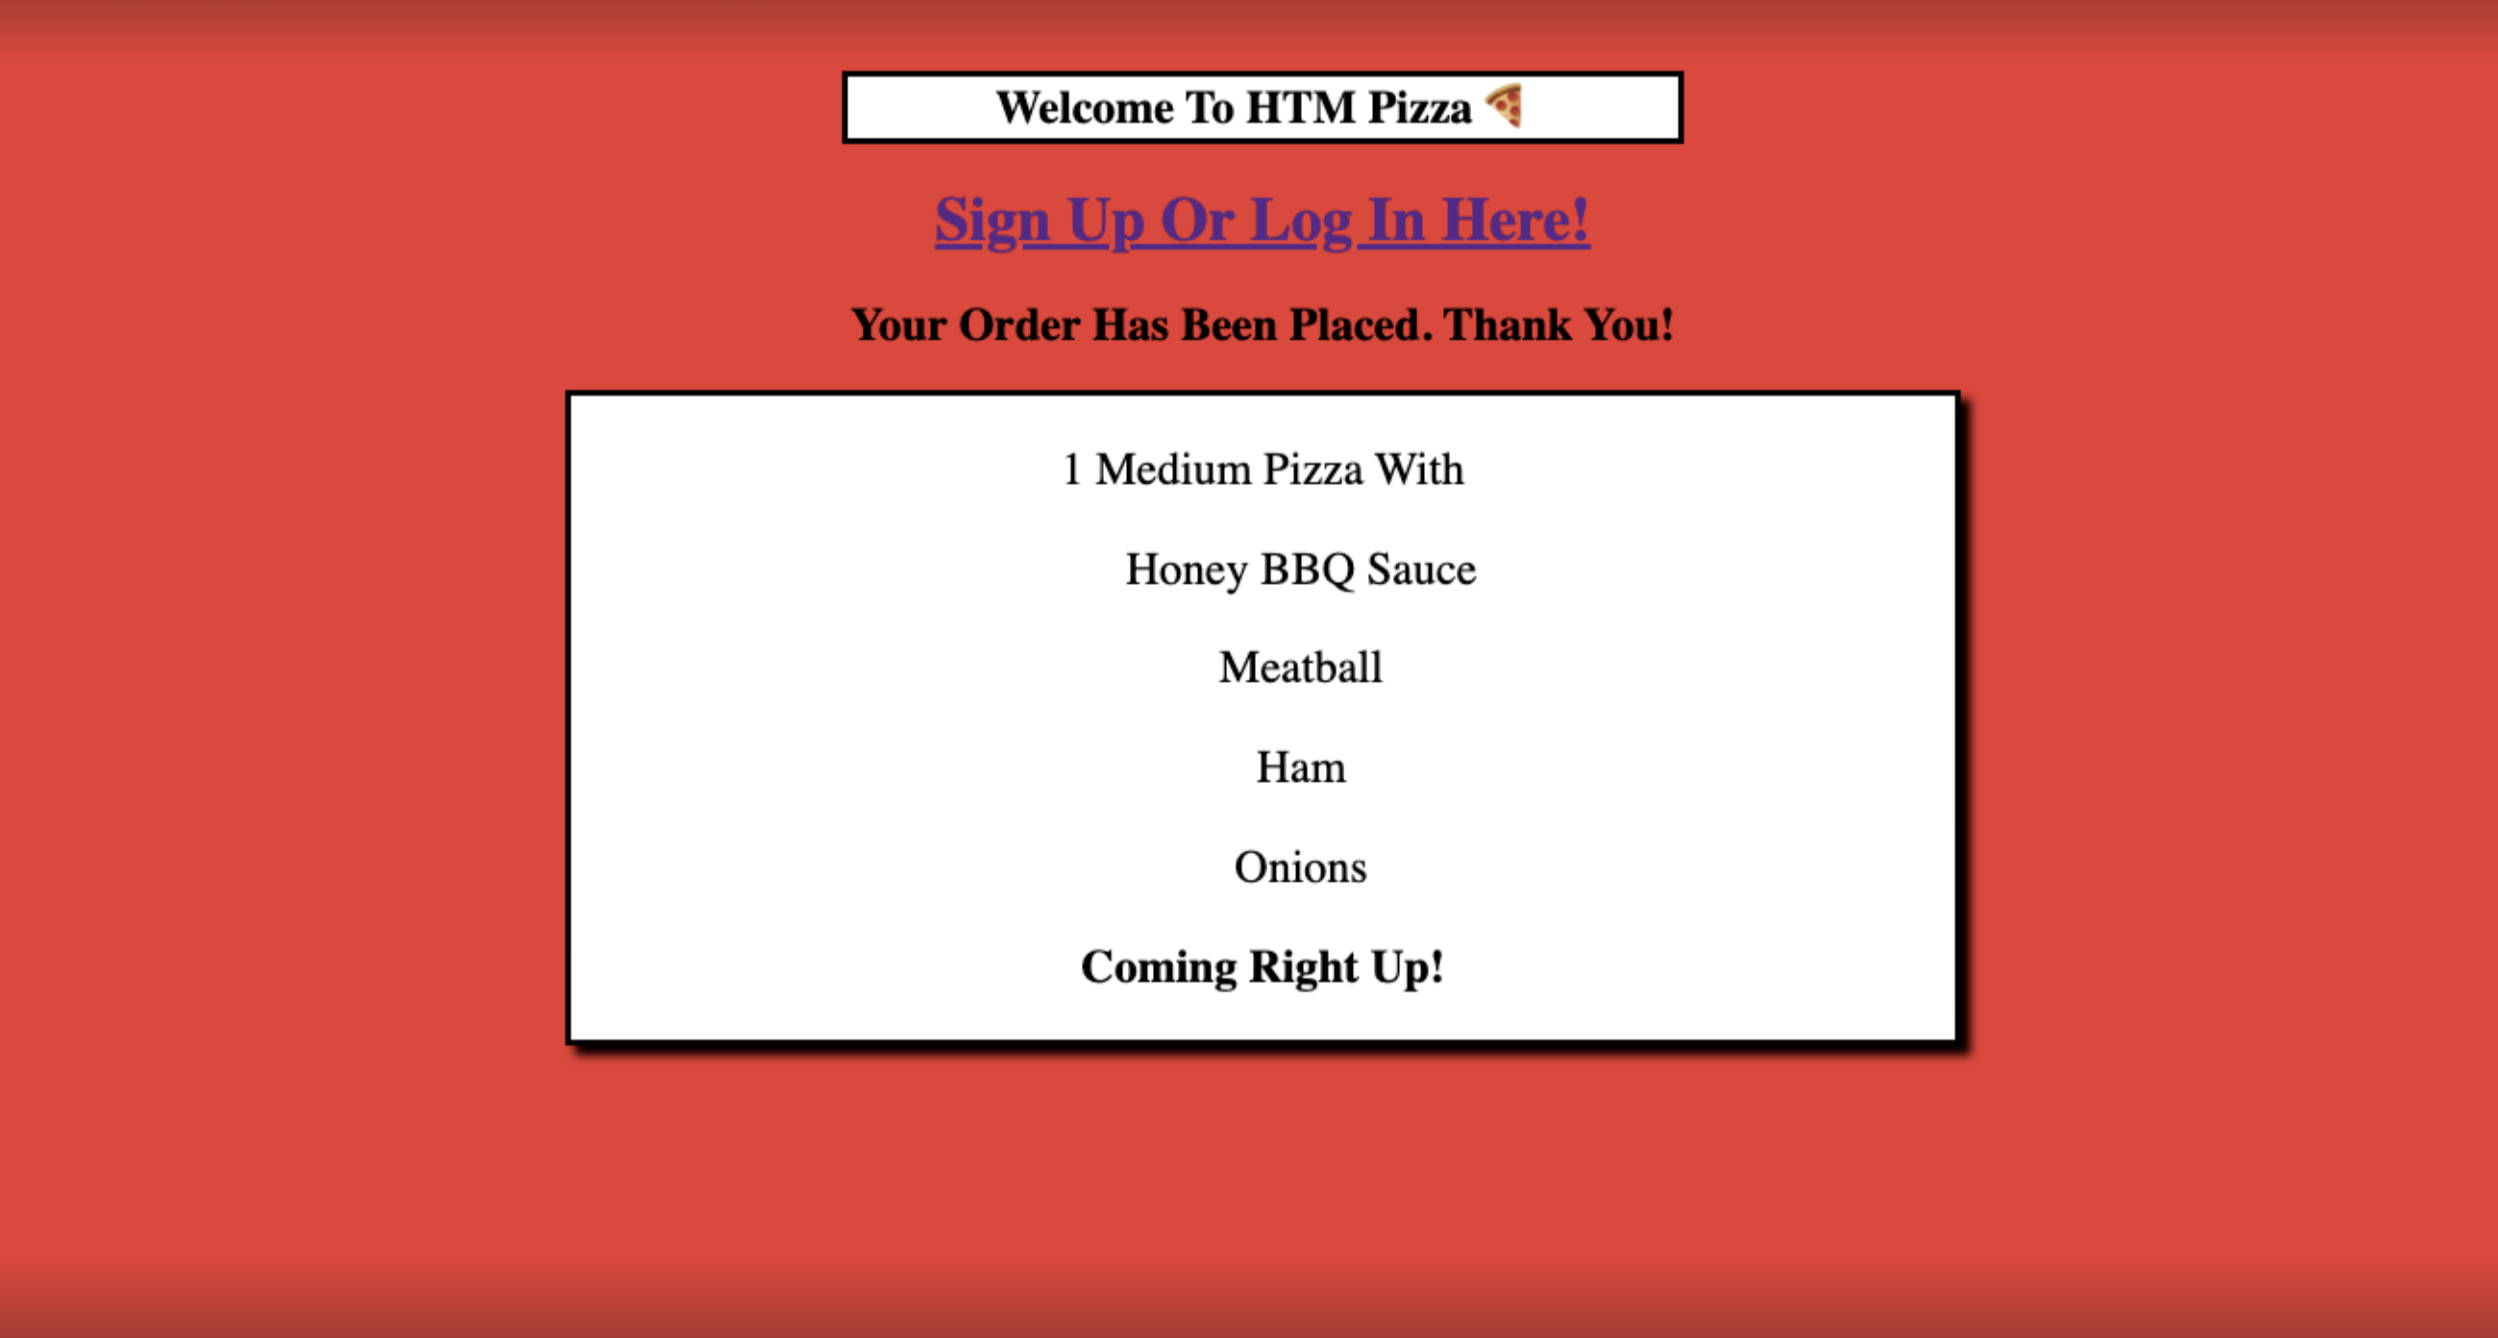 Welcome To HTM Pizza 🍕
Sign Up Or Log In Here!
Your Order Has Been Placed. Thank You!
1 Medium Pizza With
Honey BBQ Sauce
Meatball
Ham
Onions
Coming Right Up!